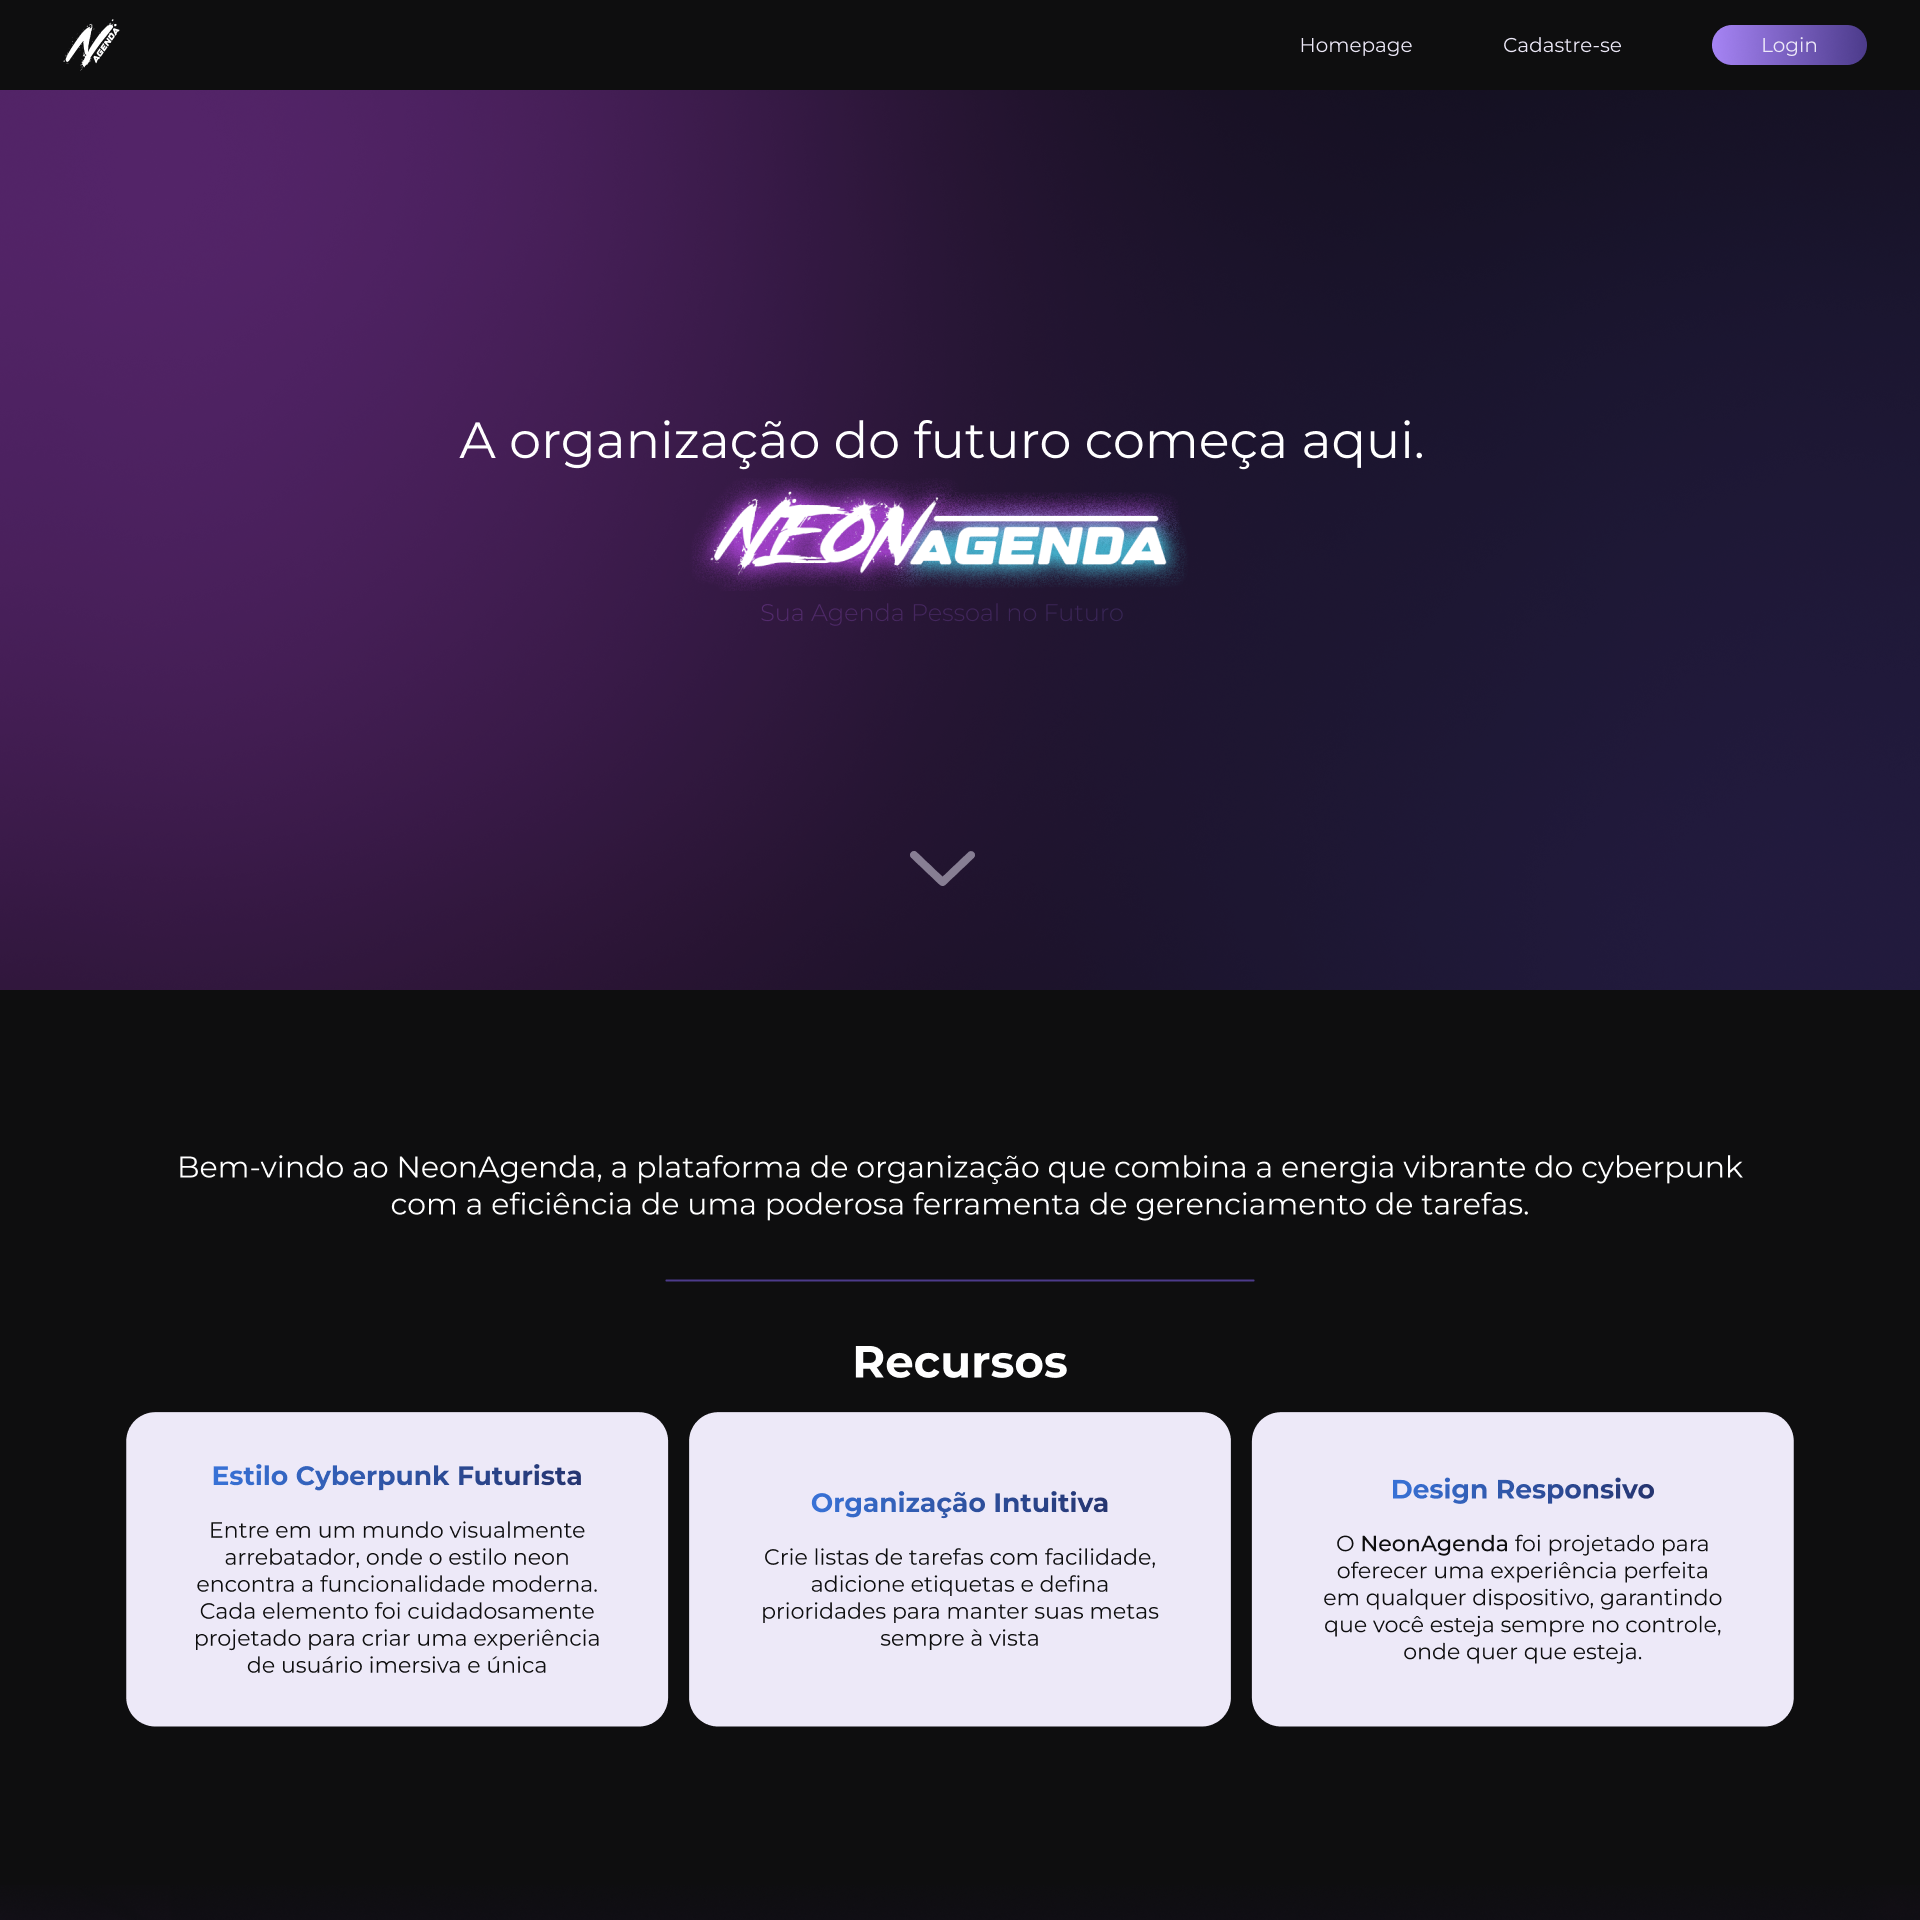 N AGENDA
Homepage
Cadastre-se
Login
A organização do futuro começa aqui.
NEONAGENDA
Sua Agenda Pessoal no Futuro
Bem-vindo ao NeonAgenda, a plataforma de organização que combina a energia vibrante do cyberpunk
com a eficiência de uma poderosa ferramenta de gerenciamento de tarefas.
Recursos
Estilo Cyberpunk Futurista
Entre em um mundo visualmente
arrebatador, onde o estilo neon
encontra a funcionalidade moderna.
Cada elemento foi cuidadosamente
projetado para criar uma experiência
de usuário imersiva e única
Organização Intuitiva
Crie listas de tarefas com facilidade,
adicione etiquetas e defina
prioridades para manter suas metas
sempre à vista
Design Responsivo
O NeonAgenda foi projetado para
oferecer uma experiência perfeita
em qualquer dispositivo, garantindo
que você esteja sempre no controle,
onde quer que esteja.